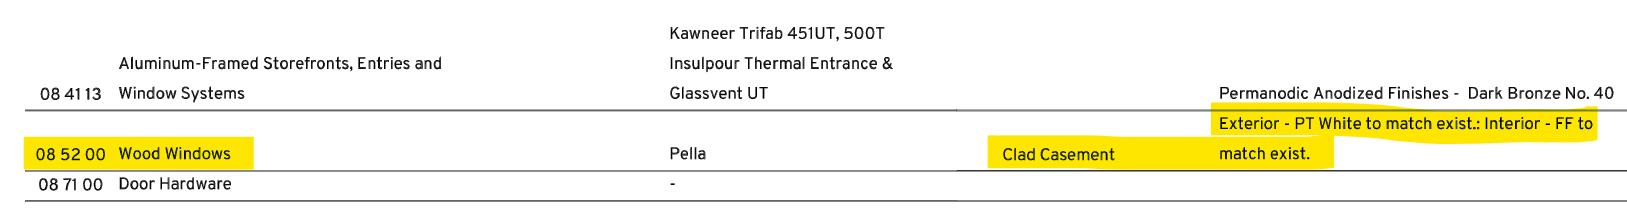 Kawneer Trifab 451UT, 500T
Aluminum-Framed Storefronts, Entries and Insulpour Thermal Entrance &
08 41 13 Window Systems Glassvent UT Permanodic Anodized Finishes - Dark Bronze No. 40
Exterior - PT White to match exist.: Interior - FF to
08 52 00 Wood Windows Pella Clad Casement match exist.
08 71 00 Door Hardware -